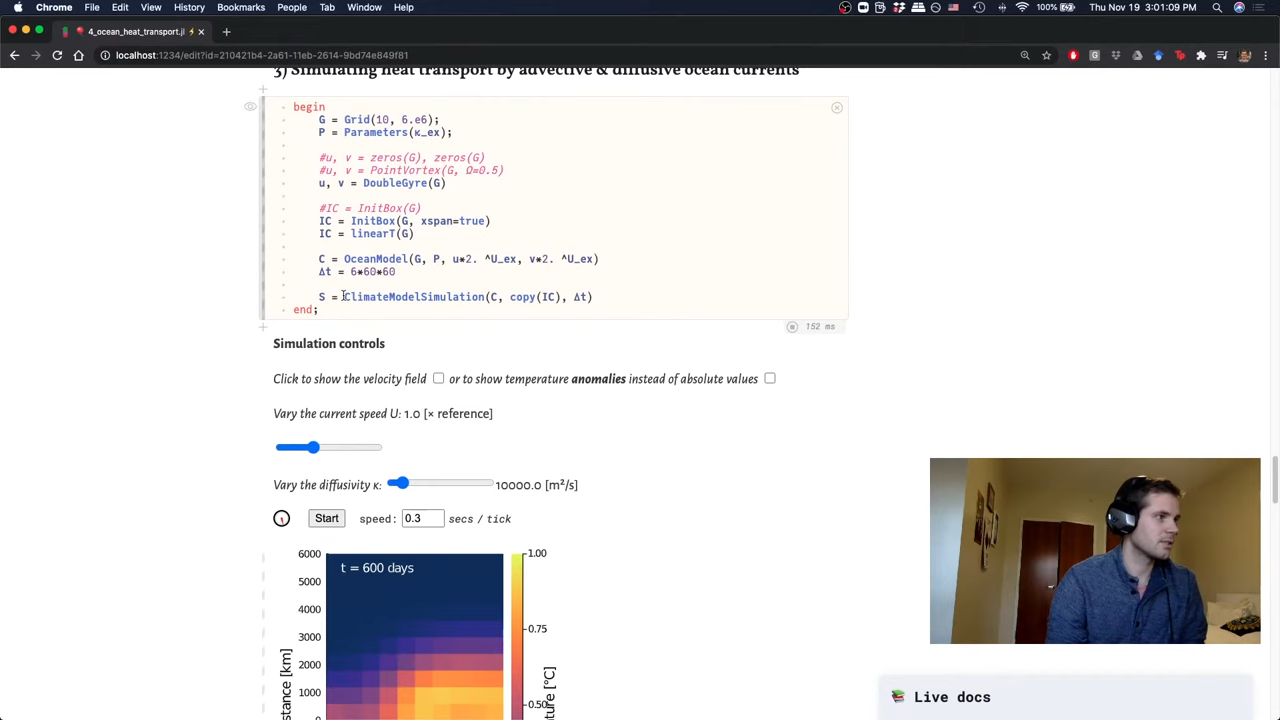 Chrome File Edit View History Bookmarks Profiles Tab Window Help 100% Thu Nov 19 3:01:09 PM
4_ocean_heat_transport.jl
localhost:1234/edit?id=210421b4-2a61-11eb-2614-9bd74e849f81
3) Simulating heat transport by advective & diffusive ocean currents
begin
G = Grid(10, 6.e6);
P = Parameters(κ_ex);
#u, v = zeros(G), zeros(G)
#u, v = PointVortex(G, Ω=0.5)
u, v = DoubleGyre(G)
#IC = InitBox(G)
IC = InitBox(G, xspan=true)
IC = linearT(G)
C = OceanModel(G, P, u*2. ^U_ex, v*2. ^U_ex)
Δt = 6*60*60
S = ClimateModelSimulation(C, copy(IC), Δt)
end;
152 ms
Simulation controls
Click to show the velocity field or to show temperature anomalies instead of absolute values
Vary the current speed U: 1.0 [× reference]
Vary the diffusivity κ: 10000.0 [m²/s]
Start speed: 0.3 secs / tick
6000
5000
4000
3000
2000
1000
0
t = 600 days
1.00
0.75
0.50
stance [km]
ature [°C]
Live docs